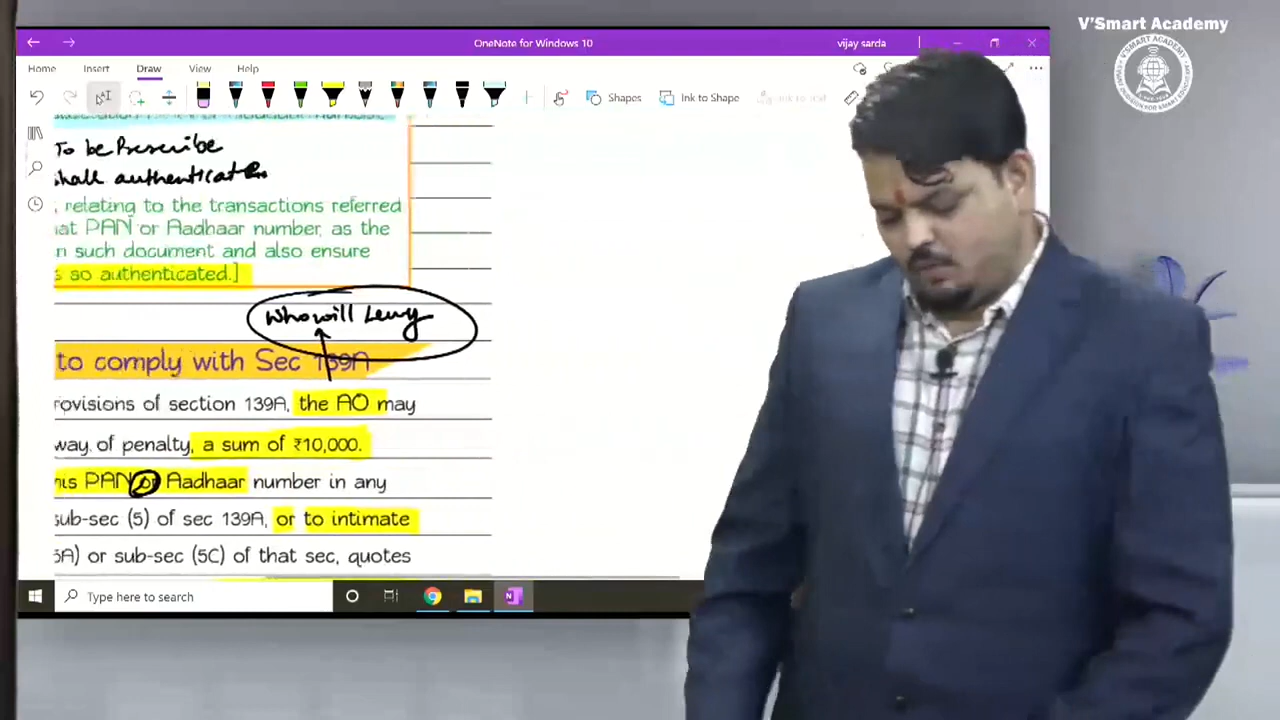 V'Smart Academy
OneNote for Windows 10
vijay sarda
Home Insert Draw View Help
Shapes Ink to Shape Ink to Text
To be Prescribe
shall authenticate
relating to the transactions referred
at PAN or Aadhaar number, as the
n such document and also ensure
s so authenticated.]
Who will Levy
to comply with Sec 139A
rovisions of section 139A, the AO may
way of penalty, a sum of ₹10,000.
his PAN or Aadhaar number in any
sub-sec (5) of sec 139A, or to intimate
5A) or sub-sec (5C) of that sec, quotes
Type here to search